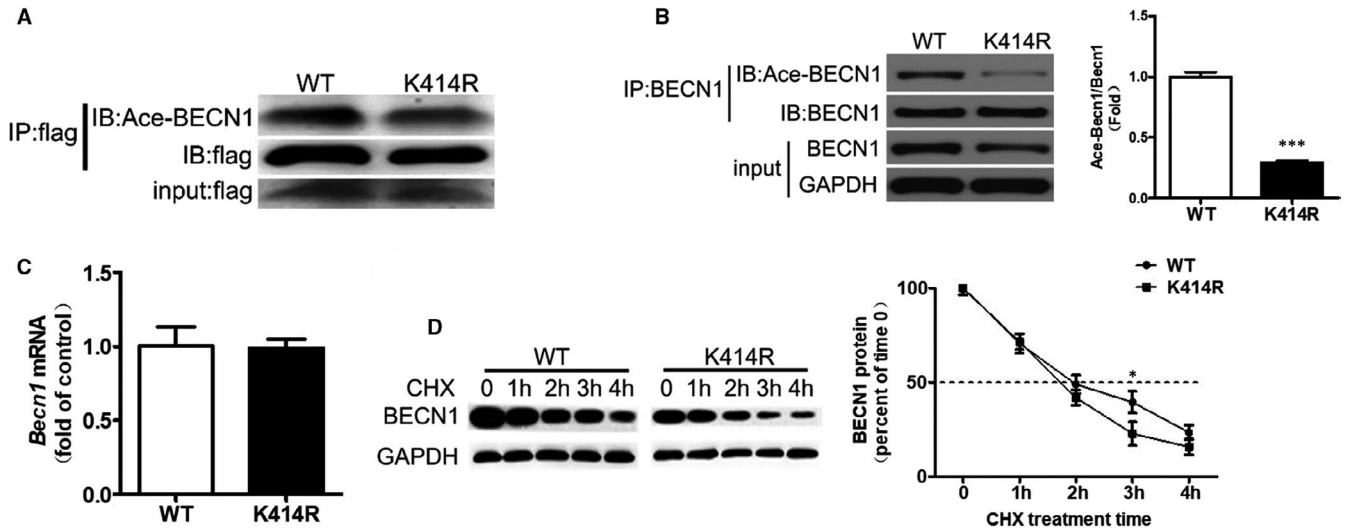 A
WT K414R
IP:flag
IB:Ace-BECN1
IB:flag
input:flag
B
WT K414R
IP:BECN1
IB:Ace-BECN1
IB:BECN1
input
BECN1
GAPDH
Ace-Becn1/Becn1
(Fold)
1.5
1.0
0.5
0.0
***
WT K414R
C
Becn1 mRNA
(fold of control)
1.5
1.0
0.5
0.0
WT K414R
D
WT K414R
CHX 0 1h 2h 3h 4h 0 1h 2h 3h 4h
BECN1
GAPDH
WT
K414R
BECN1 protein
(percent of time 0)
100
50
0
*
0 1h 2h 3h 4h
CHX treatment time